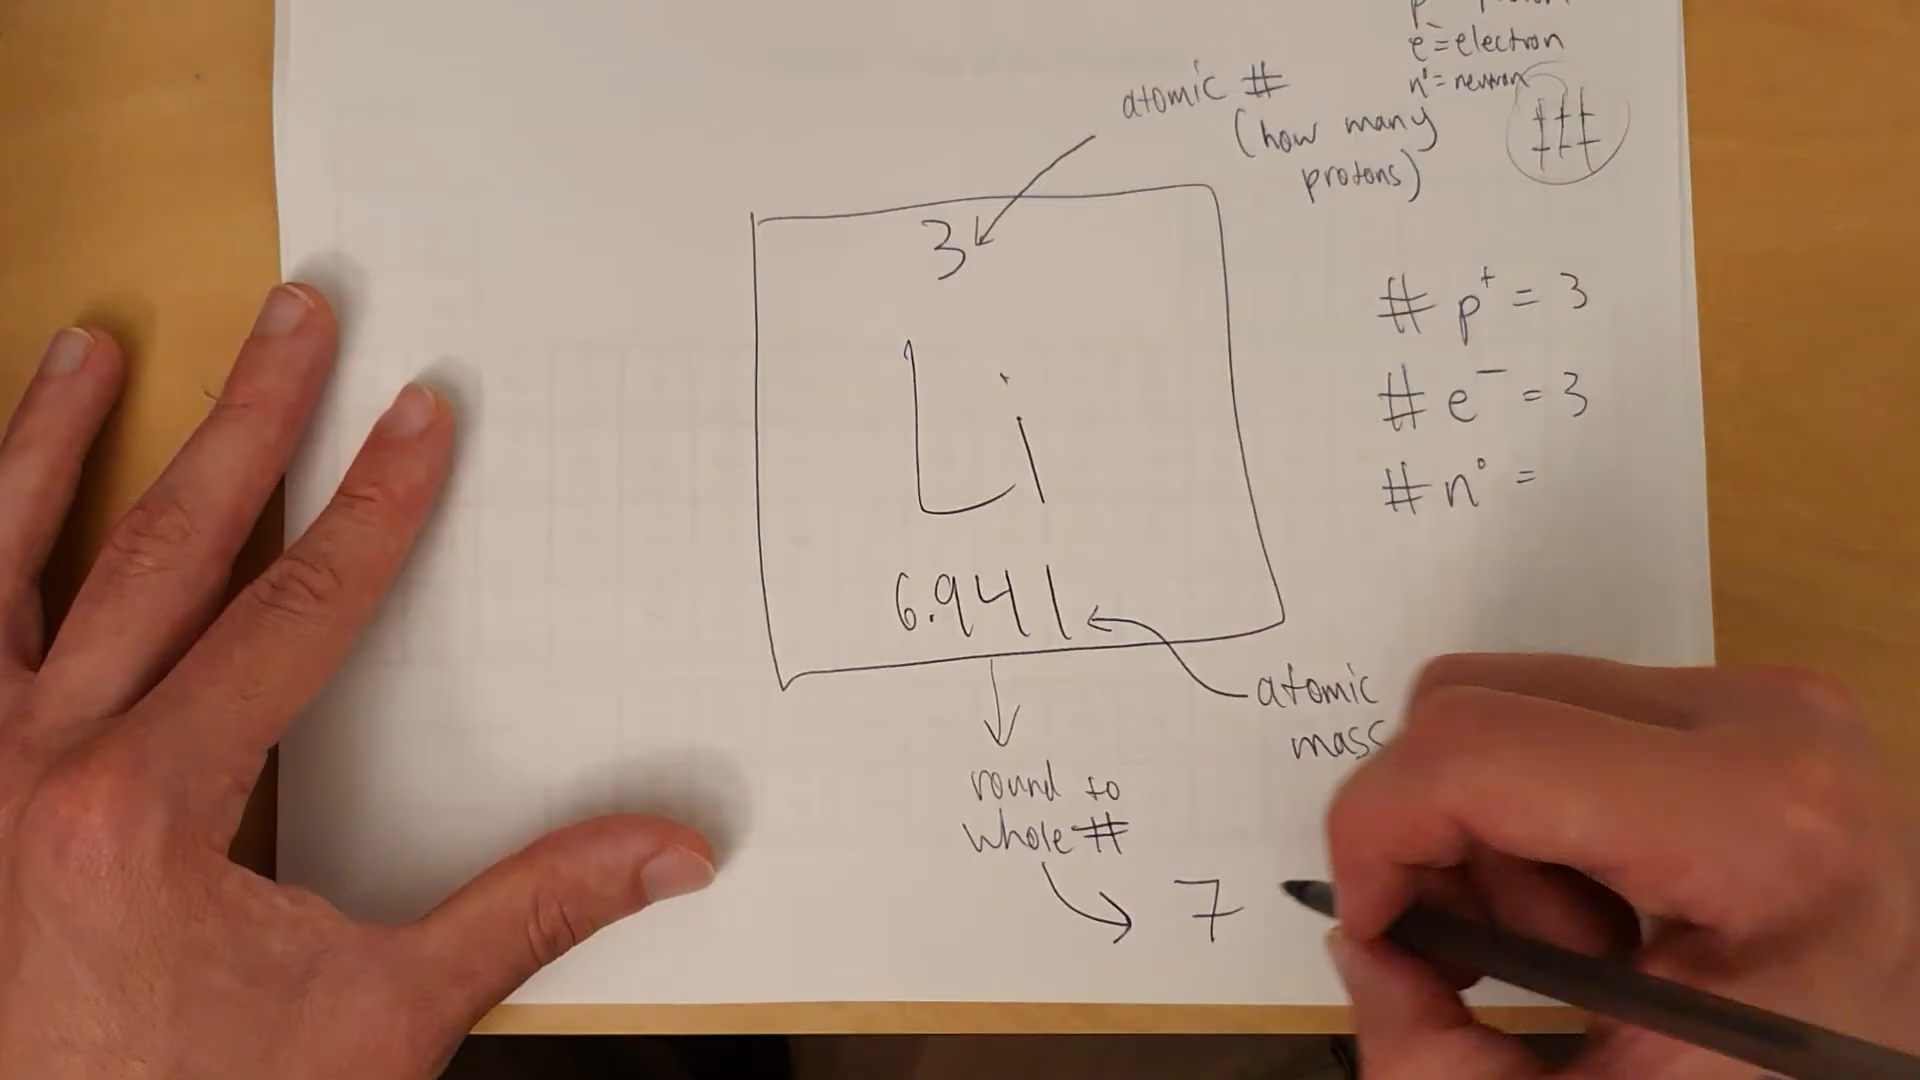 e⁻ = electron
n° = neutron
atomic #
(how many
protons)
3
Li
6.941
# p⁺ = 3
# e⁻ = 3
# n° =
atomic
mass
round to
whole #
7